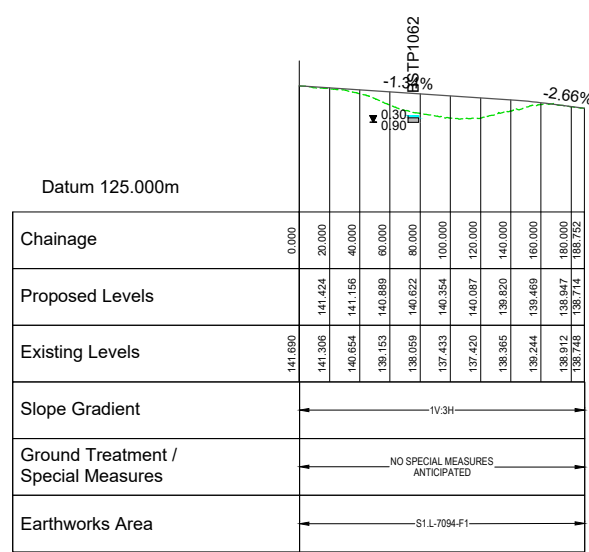 BSTP1062
-1.34%
-2.66%
0.30
0.90
Datum 125.000m
Chainage 0.000 20.000 40.000 60.000 80.000 100.000 120.000 140.000 160.000 180.000 188.752
Proposed Levels 141.424 141.156 140.889 140.622 140.354 140.087 139.820 139.469 138.947 138.714
Existing Levels 141.690 141.306 140.654 139.153 138.059 137.433 137.420 138.365 139.244 138.912 138.748
Slope Gradient 1V:3H
Ground Treatment /
Special Measures
NO SPECIAL MEASURES
ANTICIPATED
Earthworks Area S1.L-7094-F1